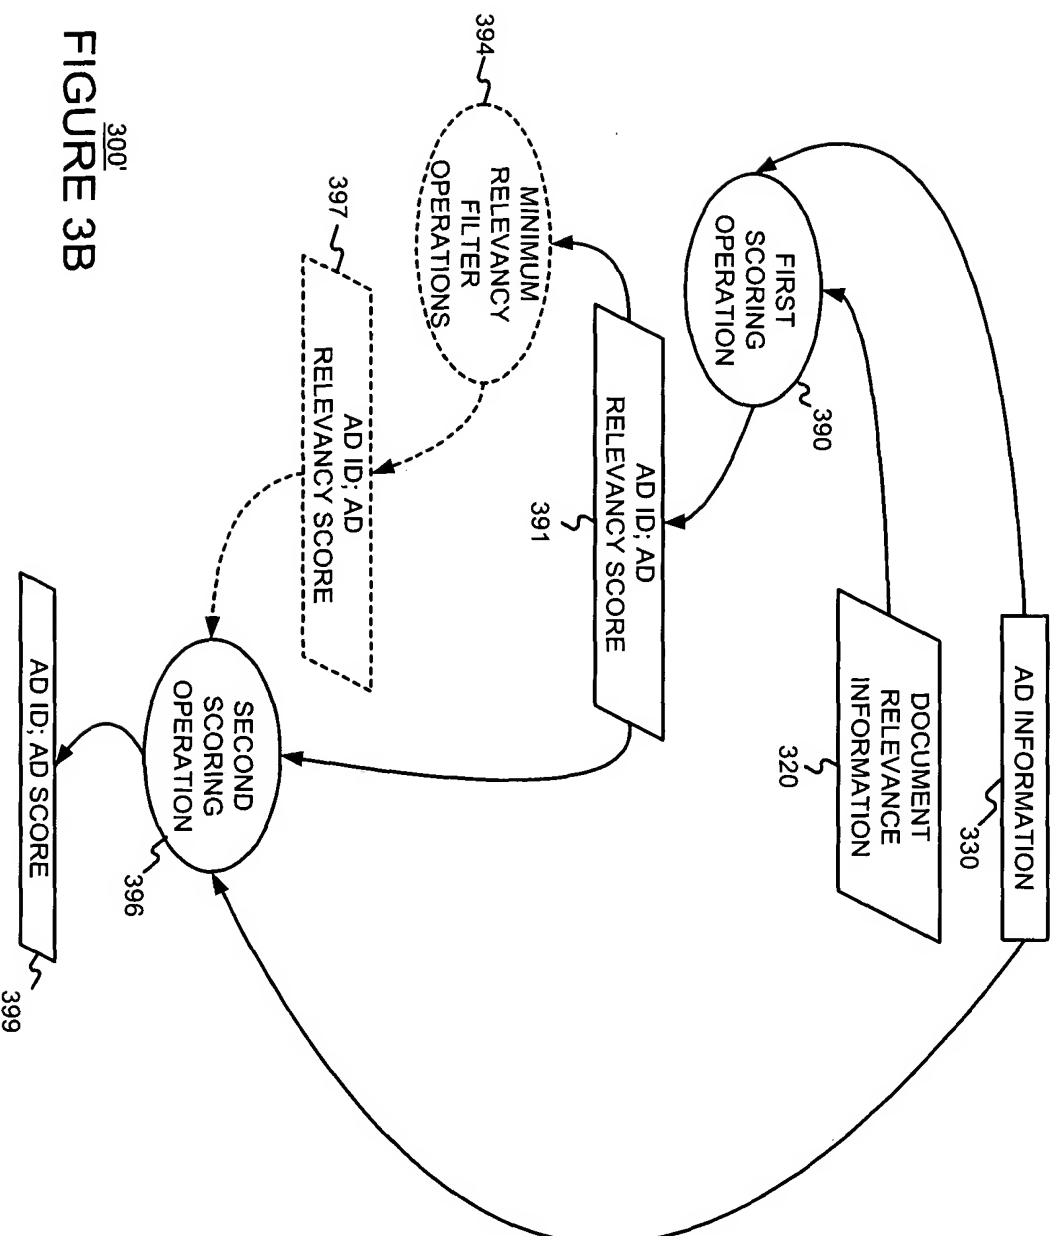 AD INFORMATION
330
DOCUMENT
RELEVANCE
INFORMATION
320
FIRST
SCORING
OPERATION
390
AD ID; AD
RELEVANCY SCORE
391
MINIMUM
RELEVANCY
FILTER
OPERATIONS
394
AD ID; AD
RELEVANCY SCORE
397
SECOND
SCORING
OPERATION
396
AD ID; AD SCORE
399
300'
FIGURE 3B